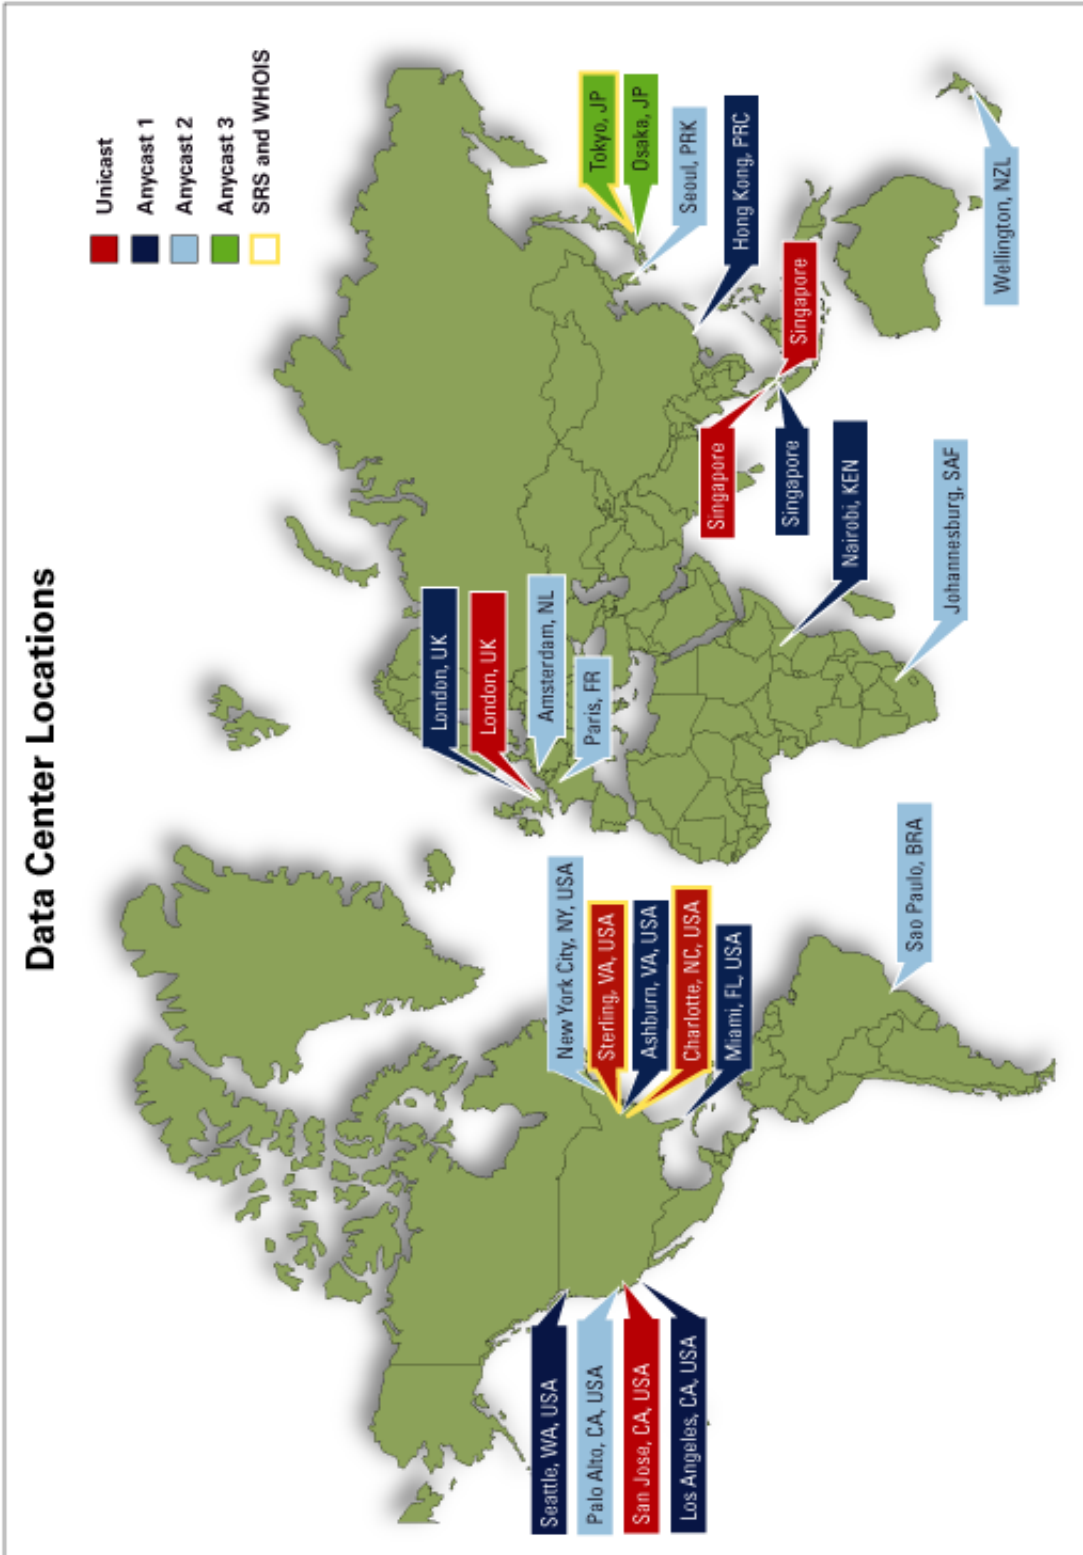 Data Center Locations
Unicast
Anycast 1
Anycast 2
Anycast 3
SRS and WHOIS
Seattle, WA, USA
Palo Alto, CA, USA
San Jose, CA, USA
Los Angeles, CA, USA
New York City, NY, USA
Sterling, VA, USA
Ashburn, VA, USA
Charlotte, NC, USA
Miami, FL, USA
Sao Paulo, BRA
London, UK
London, UK
Amsterdam, NL
Paris, FR
Nairobi, KEN
Johannesburg, SAF
Singapore
Singapore
Singapore
Tokyo, JP
Osaka, JP
Seoul, PRK
Hong Kong, PRC
Wellington, NZL